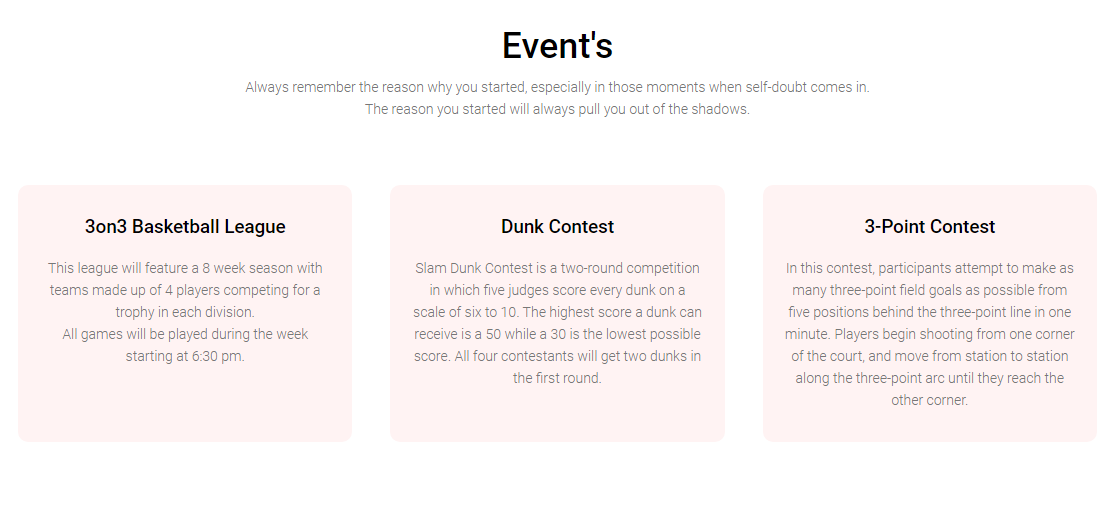 Event's
Always remember the reason why you started, especially in those moments when self-doubt comes in.
The reason you started will always pull you out of the shadows.
3on3 Basketball League
This league will feature a 8 week season with
teams made up of 4 players competing for a
trophy in each division.
All games will be played during the week
starting at 6:30 pm.
Dunk Contest
Slam Dunk Contest is a two-round competition
in which five judges score every dunk on a
scale of six to 10. The highest score a dunk can
receive is a 50 while a 30 is the lowest possible
score. All four contestants will get two dunks in
the first round.
3-Point Contest
In this contest, participants attempt to make as
many three-point field goals as possible from
five positions behind the three-point line in one
minute. Players begin shooting from one corner
of the court, and move from station to station
along the three-point arc until they reach the
other corner.